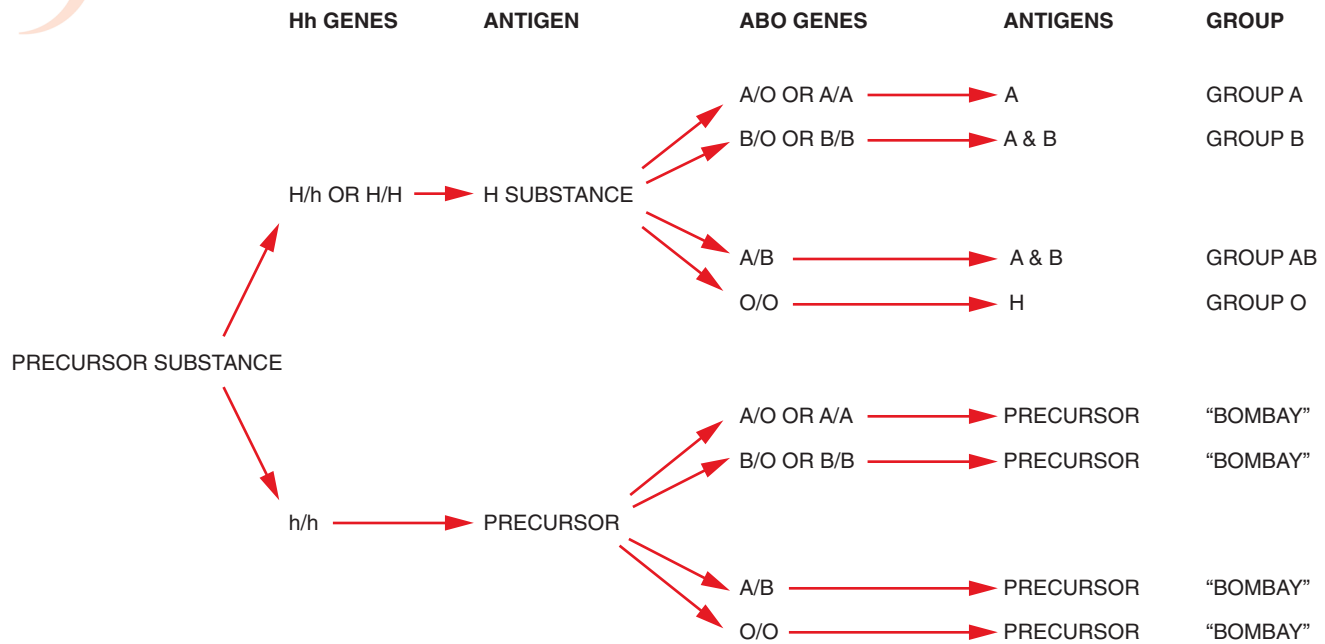 Hh GENES ANTIGEN ABO GENES ANTIGENS GROUP
A/O OR A/A A GROUP A
B/O OR B/B A & B GROUP B
H/h OR H/H H SUBSTANCE
A/B A & B GROUP AB
O/O H GROUP O
PRECURSOR SUBSTANCE
A/O OR A/A PRECURSOR “BOMBAY”
B/O OR B/B PRECURSOR “BOMBAY”
h/h PRECURSOR
A/B PRECURSOR “BOMBAY”
O/O PRECURSOR “BOMBAY”